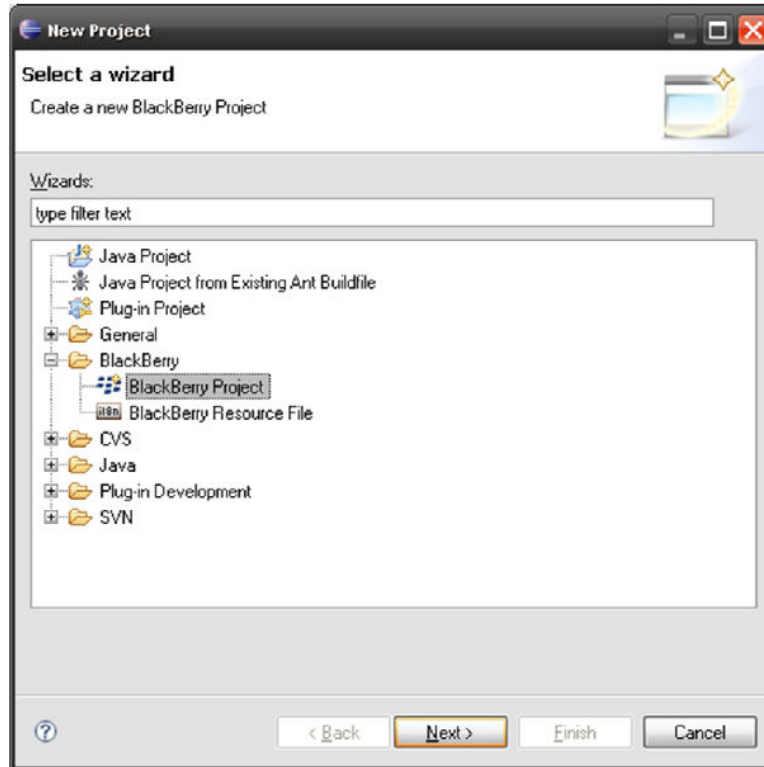 New Project
Select a wizard
Create a new BlackBerry Project
Wizards:
type filter text
Java Project
Java Project from Existing Ant Buildfile
Plug-in Project
General
BlackBerry
BlackBerry Project
BlackBerry Resource File
CVS
Java
Plug-in Development
SVN
? < Back Next > Finish Cancel